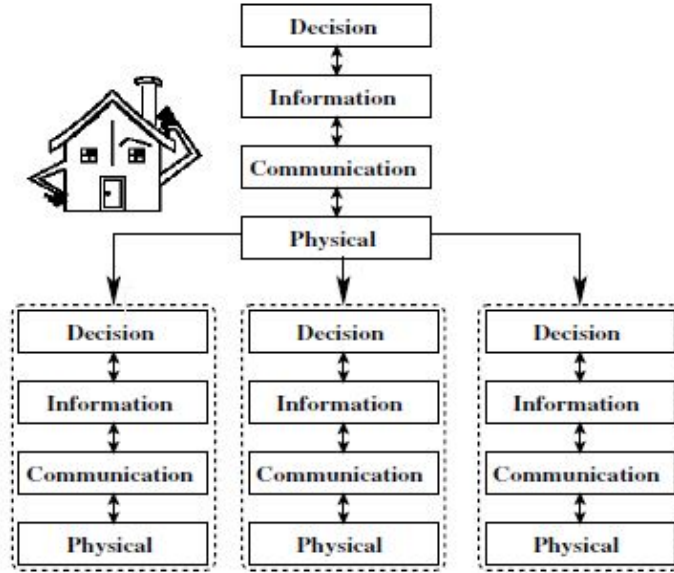 Decision
Information
Communication
Physical
Decision Decision Decision
Information Information Information
Communication Communication Communication
Physical Physical Physical